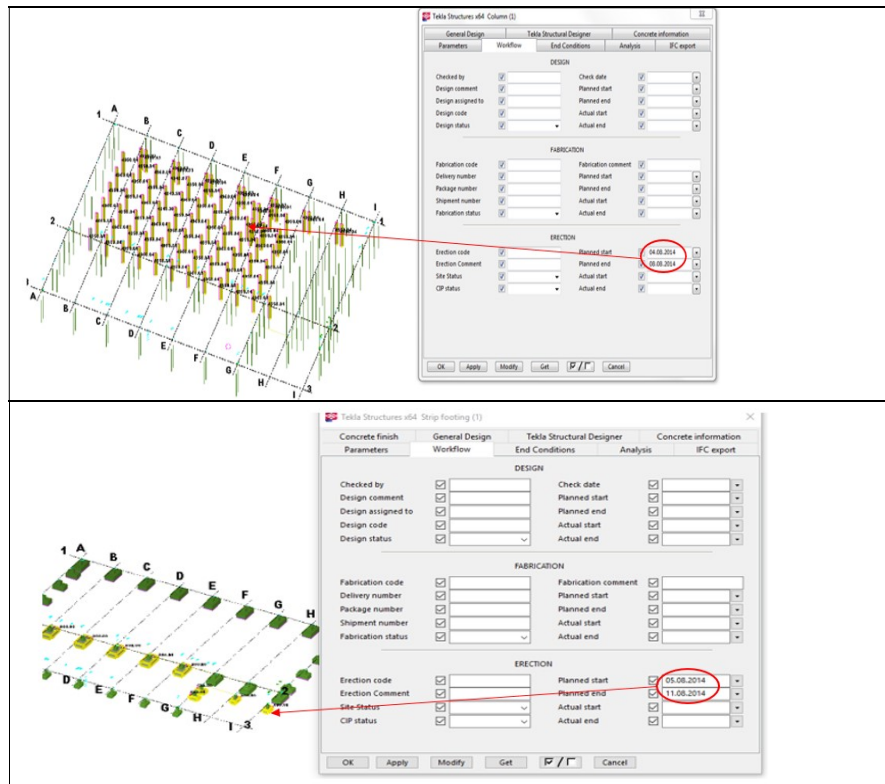 Tekla Structures x64 Column (1)
General Design Tekla Structural Designer Concrete information
Parameters Workflow End Conditions Analysis IFC export
DESIGN
Checked by Check date
Design comment Planned start
Design assigned to Planned end
Design code Actual start
Design status Actual end
FABRICATION
Fabrication code Fabrication comment
Delivery number Planned start
Package number Planned end
Shipment number Actual start
Fabrication status Actual end
ERECTION
Erection code Planned start 04.08.2014
Erection Comment Planned end 08.08.2014
Site Status Actual start
CIP status Actual end
OK Apply Modify Get Cancel
1 A B C D E F G H I 1
2 2
I A B C D E F G H I 3
Tekla Structures x64 Strip footing (1)
Concrete finish General Design Tekla Structural Designer Concrete information
Parameters Workflow End Conditions Analysis IFC export
DESIGN
Checked by Check date
Design comment Planned start
Design assigned to Planned end
Design code Actual start
Design status Actual end
FABRICATION
Fabrication code Fabrication comment
Delivery number Planned start
Package number Planned end
Shipment number Actual start
Fabrication status Actual end
ERECTION
Erection code Planned start 05.08.2014
Erection Comment Planned end 11.08.2014
Site Status Actual start
CIP status Actual end
OK Apply Modify Get Cancel
1 A B C D E F G H
2
D E F G H I 3